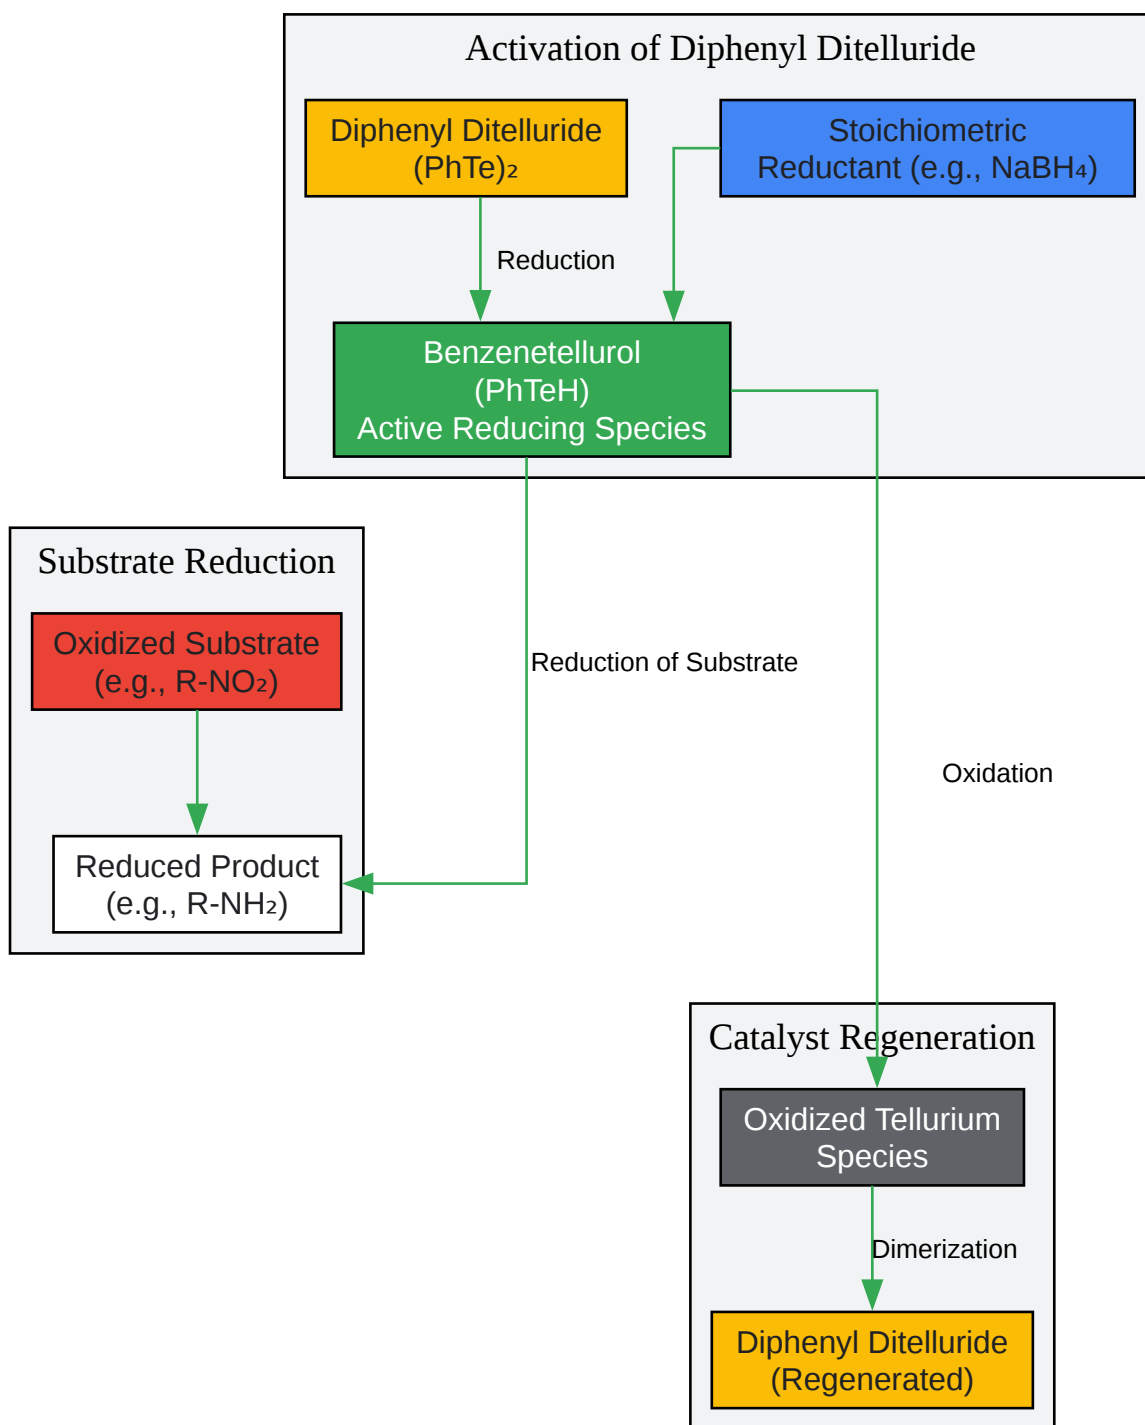 Activation of Diphenyl Ditelluride
Diphenyl Ditelluride
(PhTe)₂
Stoichiometric
Reductant (e.g., NaBH₄)
Reduction
Benzenetellurol
(PhTeH)
Active Reducing Species
Substrate Reduction
Oxidized Substrate
(e.g., R-NO₂)
Reduction of Substrate
Oxidation
Reduced Product
(e.g., R-NH₂)
Catalyst Regeneration
Oxidized Tellurium
Species
Dimerization
Diphenyl Ditelluride
(Regenerated)